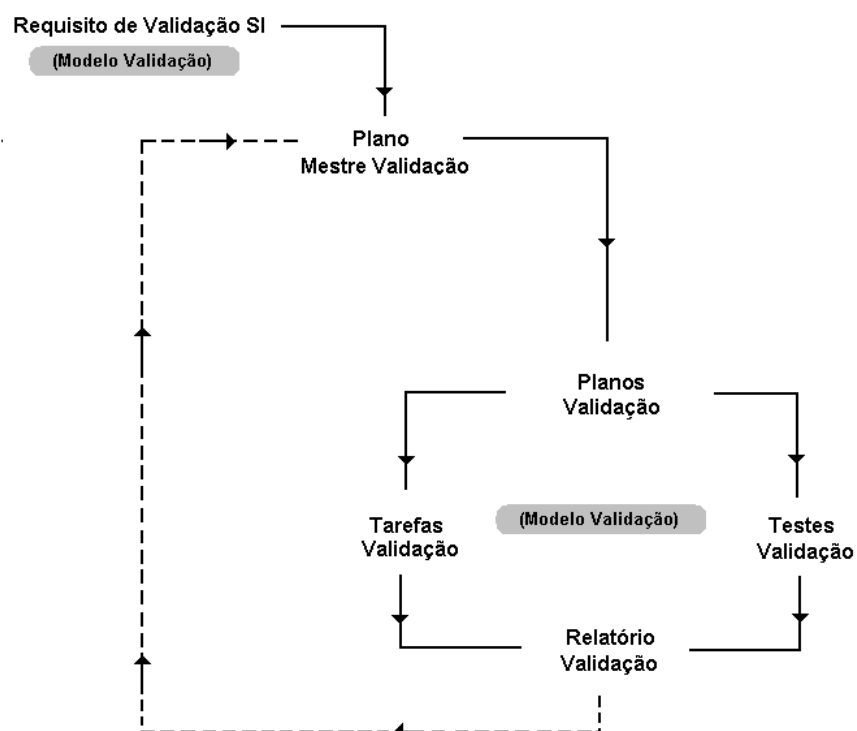 Requisito de Validação SI
(Modelo Validação)
Plano
Mestre Validação
Planos
Validação
Tarefas
Validação
(Modelo Validação)
Testes
Validação
Relatório
Validação